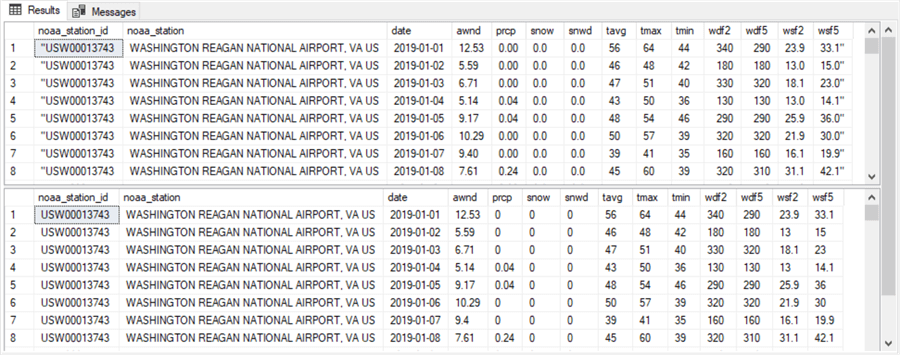 Results Messages
noaa_station_id noaa_station date awnd prcp snow snwd tavg tmax tmin wdf2 wdf5 wsf2 wsf5
1 "USW00013743 WASHINGTON REAGAN NATIONAL AIRPORT, VA US 2019-01-01 12.53 0.00 0.0 0.0 56 64 44 340 290 23.9 33.1"
2 "USW00013743 WASHINGTON REAGAN NATIONAL AIRPORT, VA US 2019-01-02 5.59 0.00 0.0 0.0 46 48 42 180 180 13.0 15.0"
3 "USW00013743 WASHINGTON REAGAN NATIONAL AIRPORT, VA US 2019-01-03 6.71 0.00 0.0 0.0 47 51 40 330 320 18.1 23.0"
4 "USW00013743 WASHINGTON REAGAN NATIONAL AIRPORT, VA US 2019-01-04 5.14 0.04 0.0 0.0 43 50 36 130 130 13.0 14.1"
5 "USW00013743 WASHINGTON REAGAN NATIONAL AIRPORT, VA US 2019-01-05 9.17 0.04 0.0 0.0 48 54 46 290 290 25.9 36.0"
6 "USW00013743 WASHINGTON REAGAN NATIONAL AIRPORT, VA US 2019-01-06 10.29 0.00 0.0 0.0 50 57 39 320 320 21.9 30.0"
7 "USW00013743 WASHINGTON REAGAN NATIONAL AIRPORT, VA US 2019-01-07 9.40 0.00 0.0 0.0 39 41 35 160 160 16.1 19.9"
8 "USW00013743 WASHINGTON REAGAN NATIONAL AIRPORT, VA US 2019-01-08 7.61 0.24 0.0 0.0 45 60 39 320 310 31.1 42.1"
noaa_station_id noaa_station date awnd prcp snow snwd tavg tmax tmin wdf2 wdf5 wsf2 wsf5
1 USW00013743 WASHINGTON REAGAN NATIONAL AIRPORT, VA US 2019-01-01 12.53 0 0 0 56 64 44 340 290 23.9 33.1
2 USW00013743 WASHINGTON REAGAN NATIONAL AIRPORT, VA US 2019-01-02 5.59 0 0 0 46 48 42 180 180 13 15
3 USW00013743 WASHINGTON REAGAN NATIONAL AIRPORT, VA US 2019-01-03 6.71 0 0 0 47 51 40 330 320 18.1 23
4 USW00013743 WASHINGTON REAGAN NATIONAL AIRPORT, VA US 2019-01-04 5.14 0.04 0 0 43 50 36 130 130 13 14.1
5 USW00013743 WASHINGTON REAGAN NATIONAL AIRPORT, VA US 2019-01-05 9.17 0.04 0 0 48 54 46 290 290 25.9 36
6 USW00013743 WASHINGTON REAGAN NATIONAL AIRPORT, VA US 2019-01-06 10.29 0 0 0 50 57 39 320 320 21.9 30
7 USW00013743 WASHINGTON REAGAN NATIONAL AIRPORT, VA US 2019-01-07 9.4 0 0 0 39 41 35 160 160 16.1 19.9
8 USW00013743 WASHINGTON REAGAN NATIONAL AIRPORT, VA US 2019-01-08 7.61 0.24 0 0 45 60 39 320 310 31.1 42.1